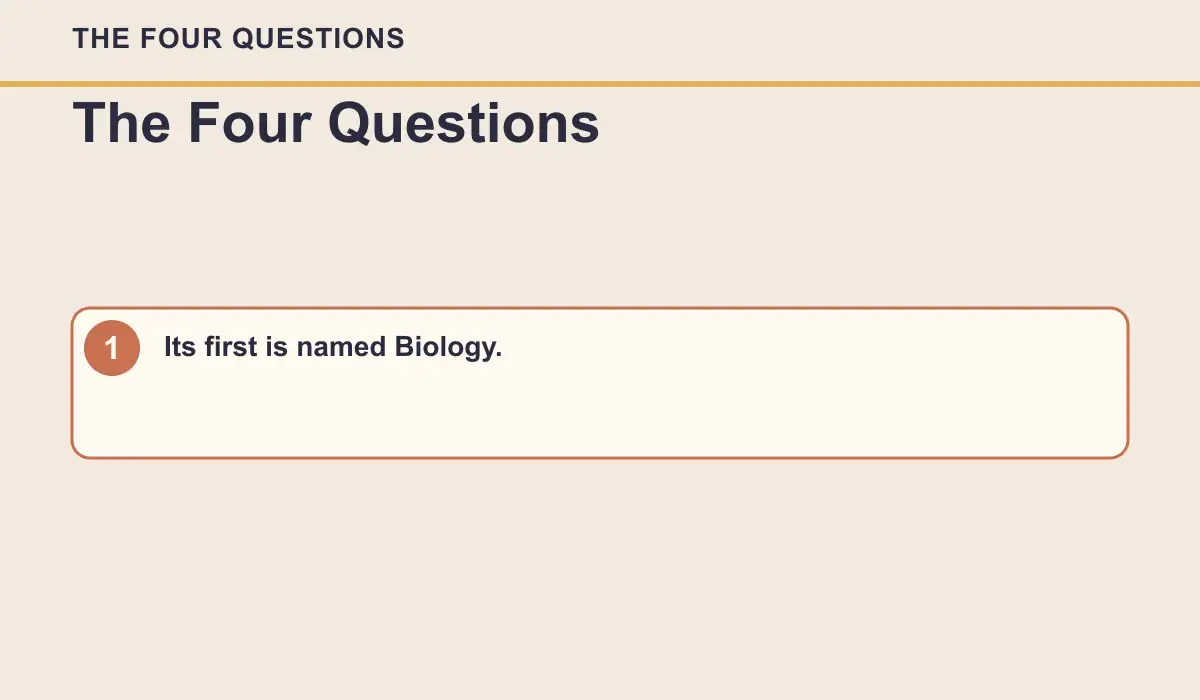 THE FOUR QUESTIONS
The Four Questions
1 Its first is named Biology.